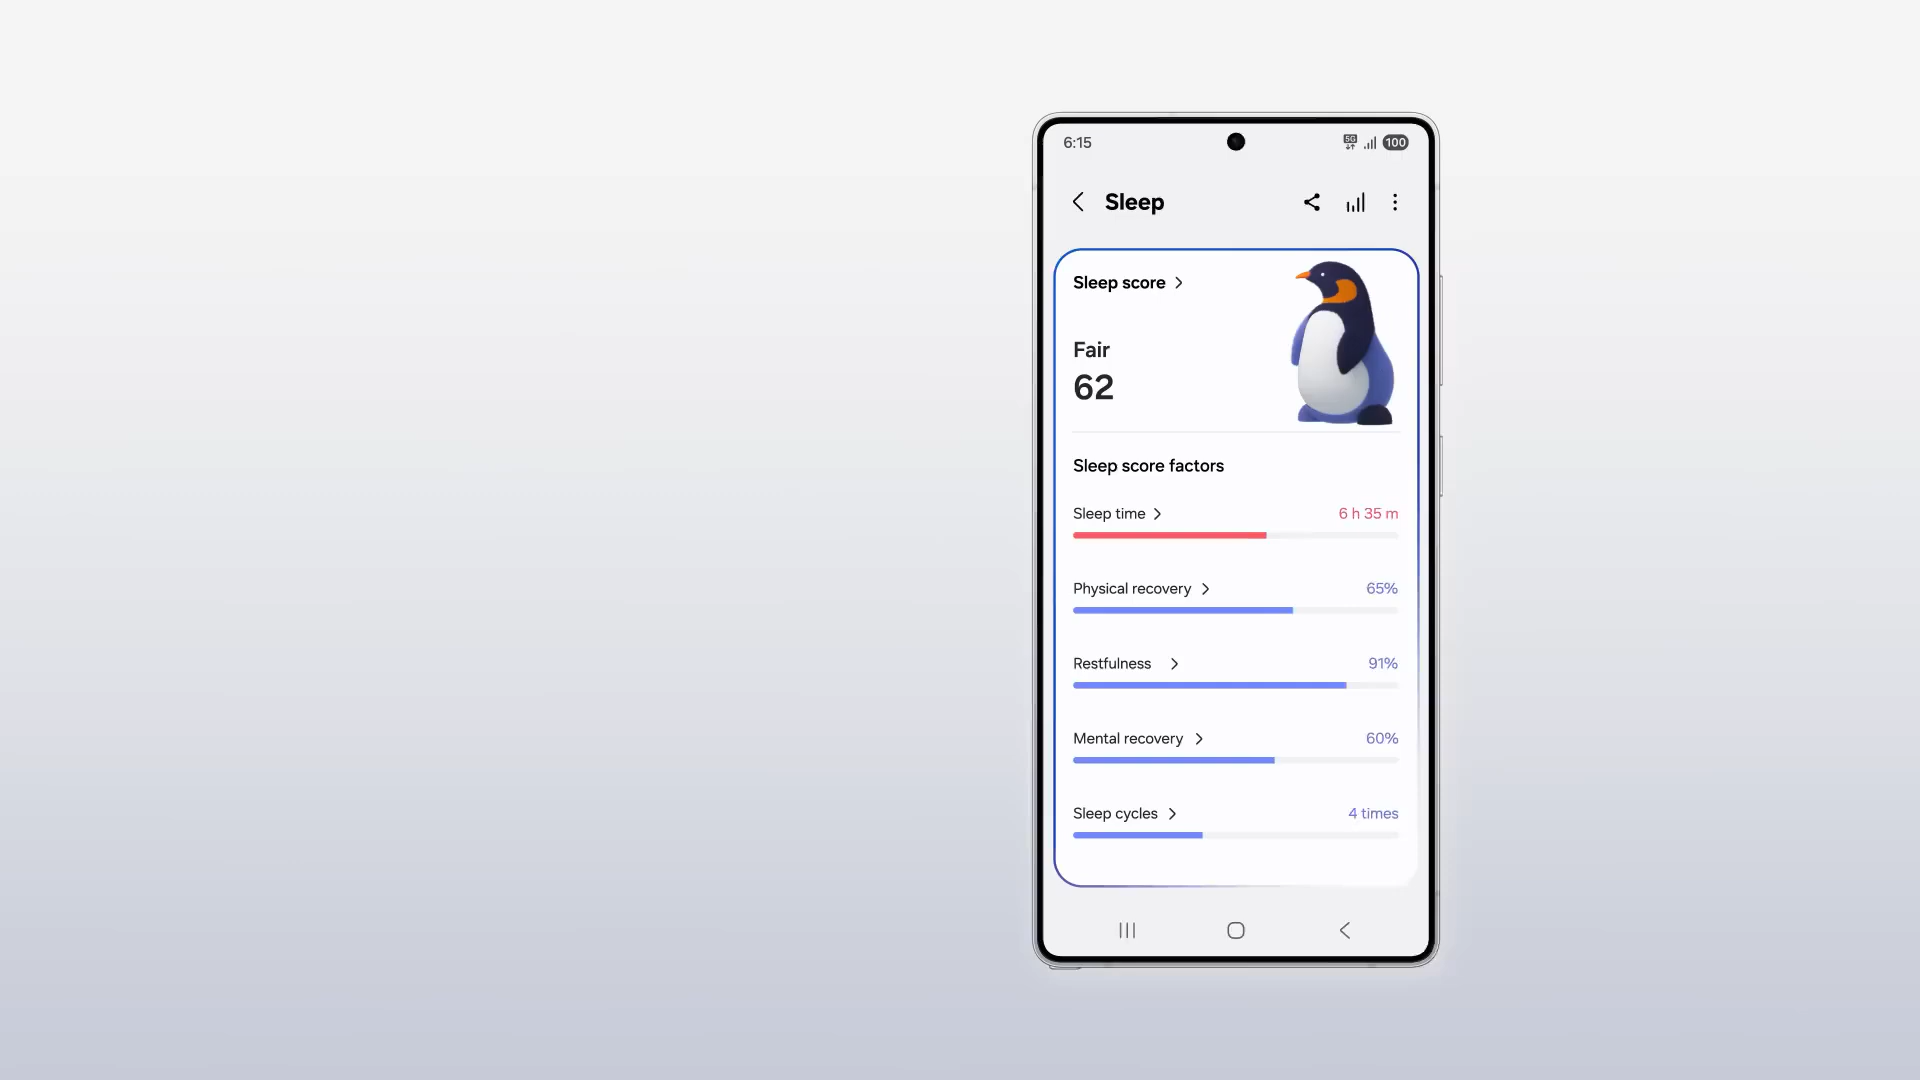 6:15
5G
100
Sleep
Sleep score
Fair
62
Sleep score factors
Sleep time
6 h 35 m
Physical recovery
65%
Restfulness
91%
Mental recovery
60%
Sleep cycles
4 times